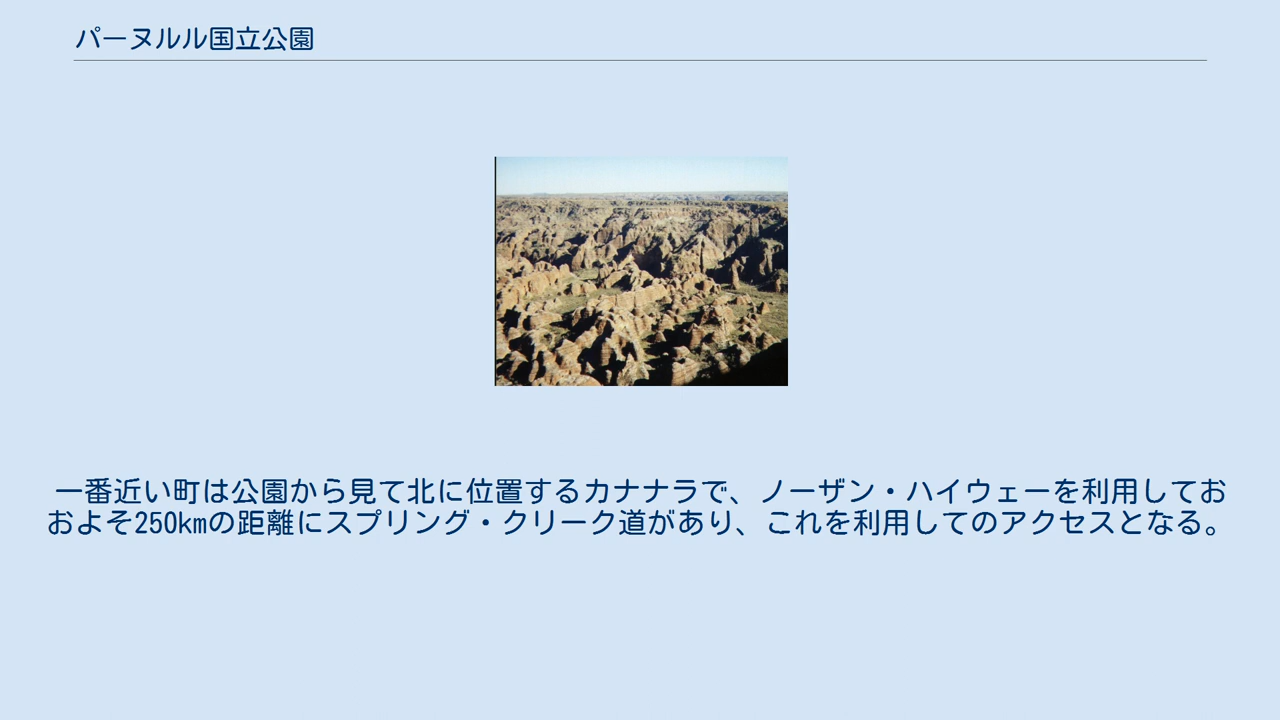 パーヌルル国立公園
一番近い町は公園から見て北に位置するカナナラで、ノーザン・ハイウェーを利用してお
およそ250kmの距離にスプリング・クリーク道があり、これを利用してのアクセスとなる。